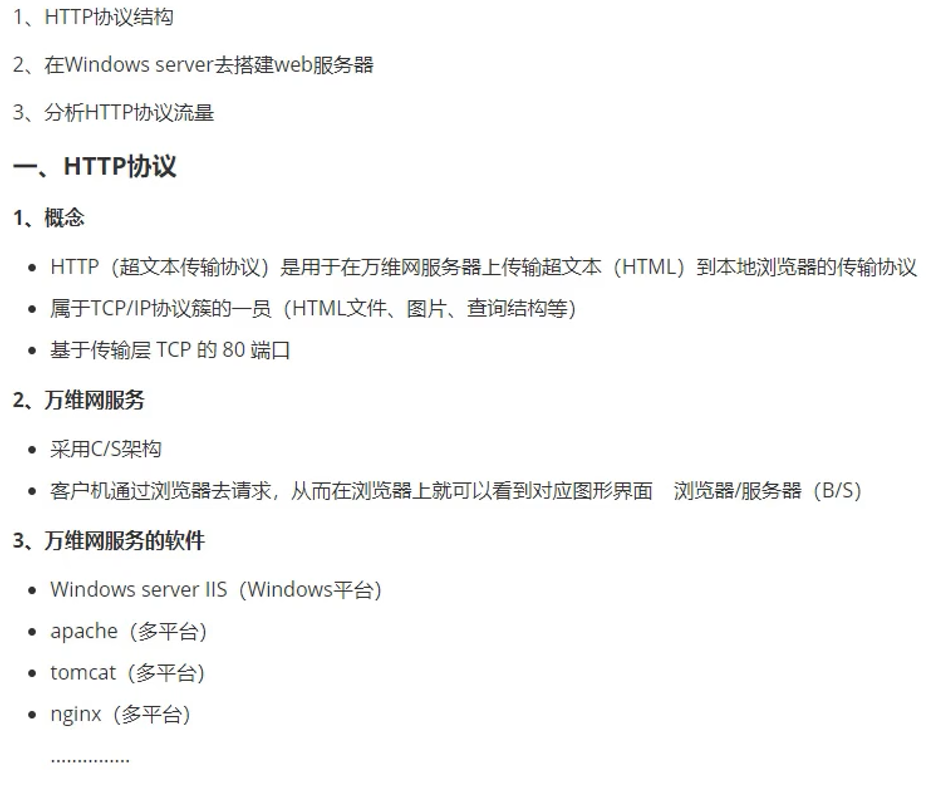 1、HTTP协议结构
2、在Windows server去搭建web服务器
3、分析HTTP协议流量
一、HTTP协议
1、概念
• HTTP（超文本传输协议）是用于在万维网服务器上传输超文本（HTML）到本地浏览器的传输协议
• 属于TCP/IP协议簇的一员（HTML文件、图片、查询结构等）
• 基于传输层 TCP 的 80 端口
2、万维网服务
• 采用C/S架构
• 客户机通过浏览器去请求，从而在浏览器上就可以看到对应图形界面 浏览器/服务器（B/S）
3、万维网服务的软件
• Windows server IIS（Windows平台）
• apache（多平台）
• tomcat（多平台）
• nginx（多平台）
...............